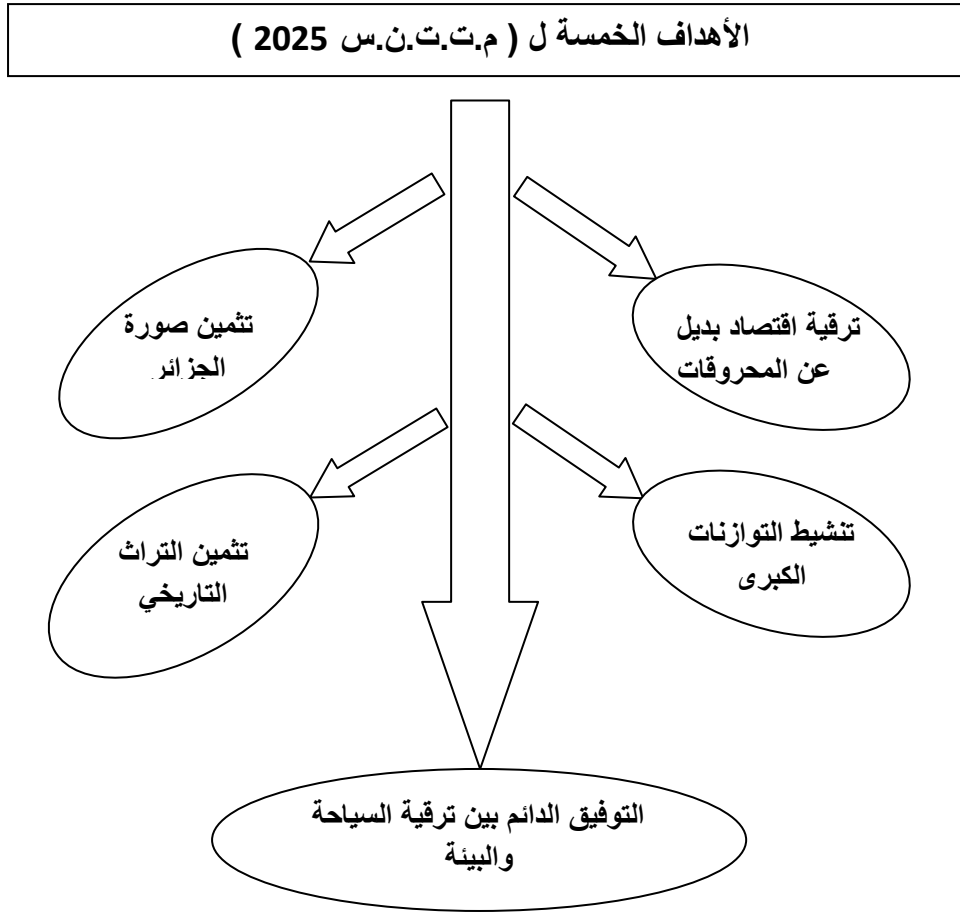 الأهداف الخمسة ل ( م.ت.ت.ن.س 2025 )
ترقية اقتصاد بديل
عن المحروقات
تثمين صورة
الجزائر
تنشيط التوازنات
الكبرى
تثمين التراث
التاريخي
التوفيق الدائم بين ترقية السياحة
والبيئة